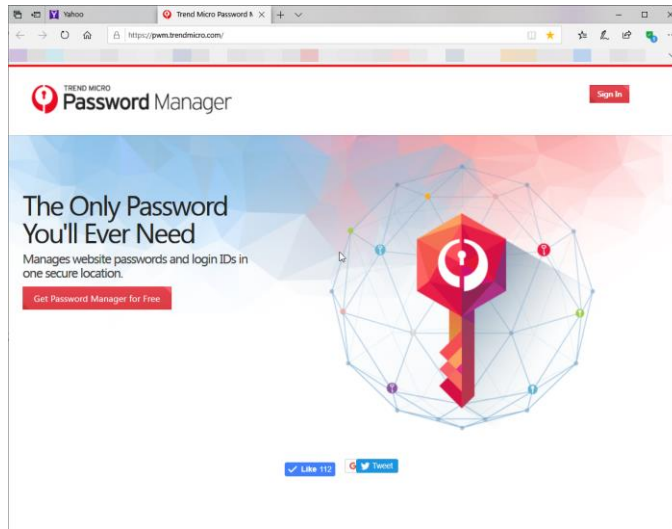 Yahoo
Trend Micro Password M
https://pwm.trendmicro.com/
TREND MICRO
Password Manager
Sign In
The Only Password
You'll Ever Need
Manages website passwords and login IDs in
one secure location.
Get Password Manager for Free
Like 112
G
Tweet